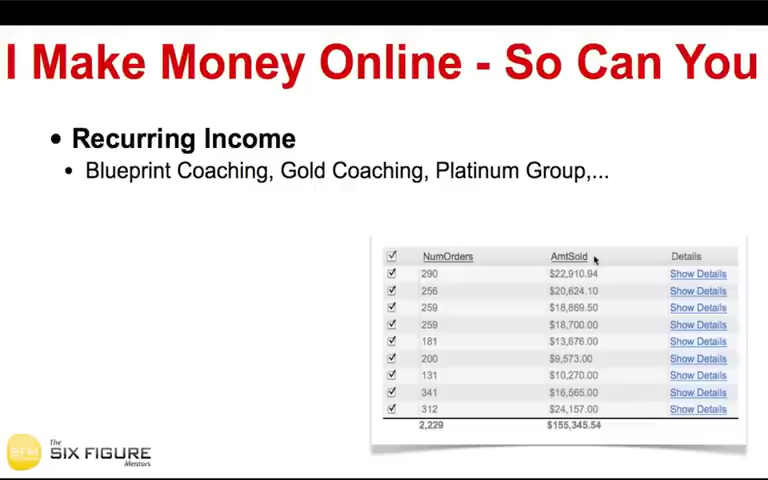 I Make Money Online - So Can You
• Recurring Income
• Blueprint Coaching, Gold Coaching, Platinum Group,...
NumOrders AmtSold Details
290 $22,910.94 Show Details
256 $20,624.10 Show Details
259 $18,869.50 Show Details
259 $18,700.00 Show Details
181 $13,676.00 Show Details
200 $9,573.00 Show Details
131 $10,270.00 Show Details
341 $16,565.00 Show Details
312 $24,157.00 Show Details
2,229 $155,345.54
The
SIX FIGURE
Mentors